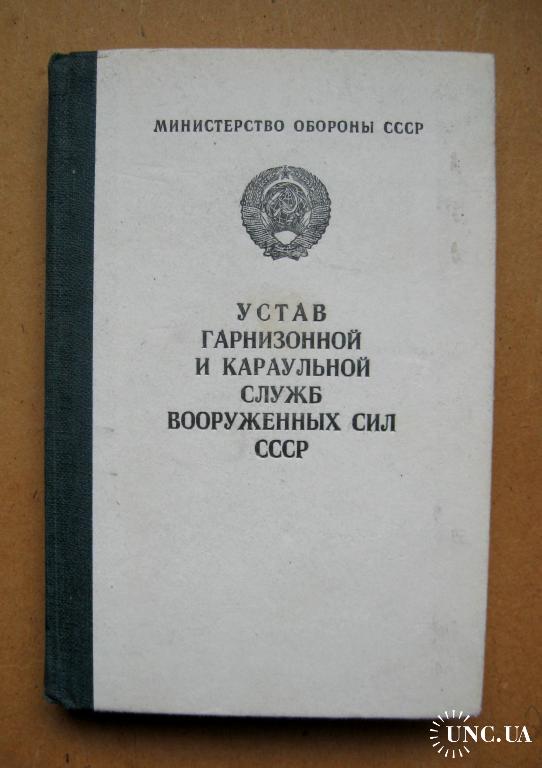 МИНИСТЕРСТВО ОБОРОНЫ СССР
УСТАВ
ГАРНИЗОННОЙ
И КАРАУЛЬНОЙ
СЛУЖБ
ВООРУЖЕННЫХ СИЛ
СССР
UNC.UA